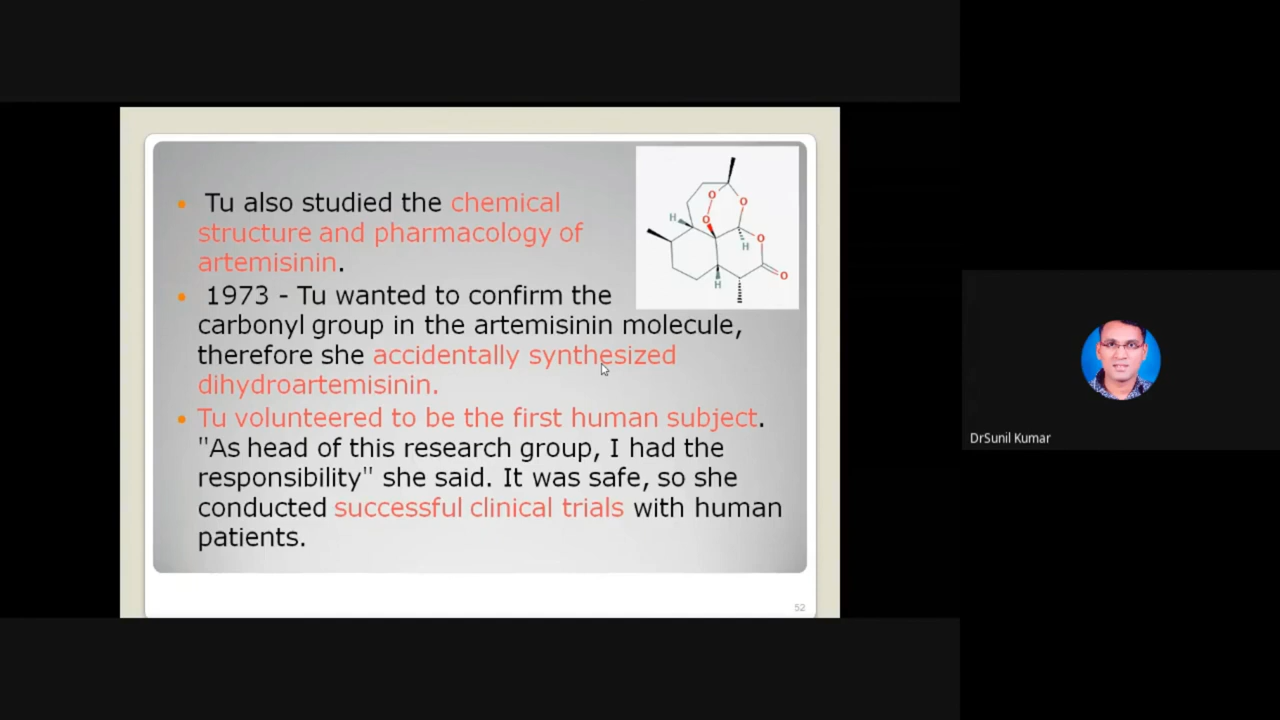 • Tu also studied the chemical
structure and pharmacology of
artemisinin.
• 1973 - Tu wanted to confirm the
carbonyl group in the artemisinin molecule,
therefore she accidentally synthesized
dihydroartemisinin.
• Tu volunteered to be the first human subject.
"As head of this research group, I had the
responsibility" she said. It was safe, so she
conducted successful clinical trials with human
patients.
O
O
O
H
O
H
O
H
52
DrSunil Kumar